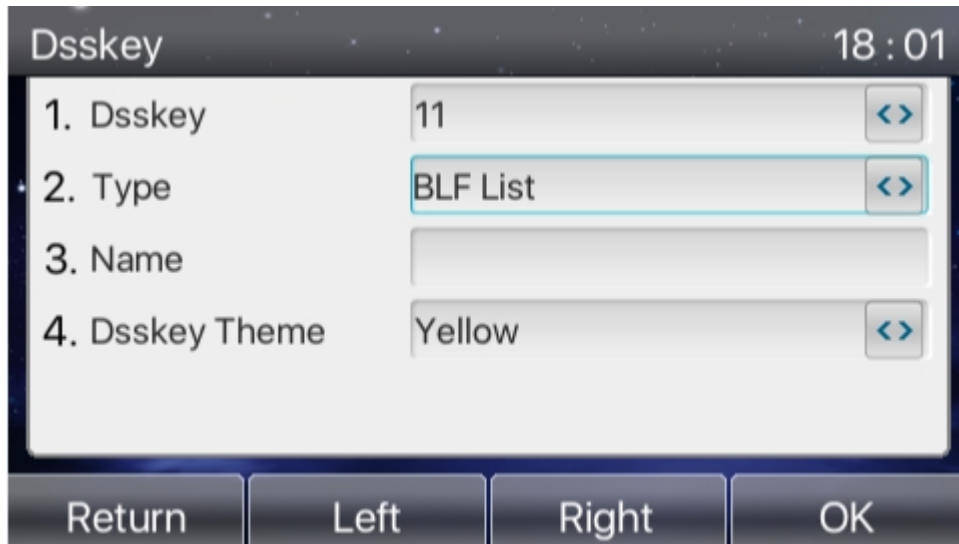 Dsskey 18 : 01
1. Dsskey 11 <>
2. Type BLF List <>
3. Name
4. Dsskey Theme Yellow <>
Return Left Right OK